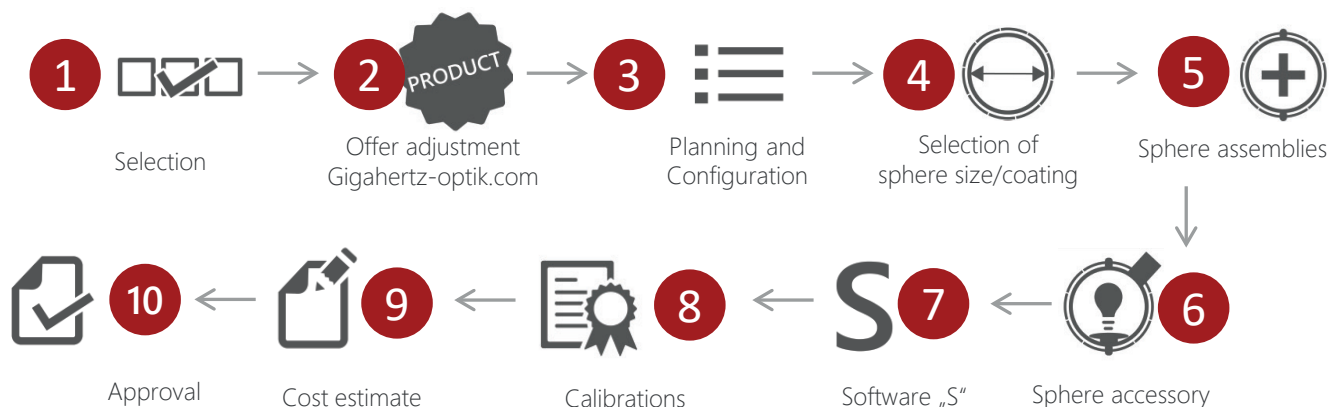 1
Selection
2
PRODUCT
Offer adjustment
Gigahertz-optik.com
3
Planning and
Configuration
4
Selection of
sphere size/coating
5
Sphere assemblies
6
Sphere accessory
S
7
Software „S“
8
Calibrations
9
Cost estimate
10
Approval